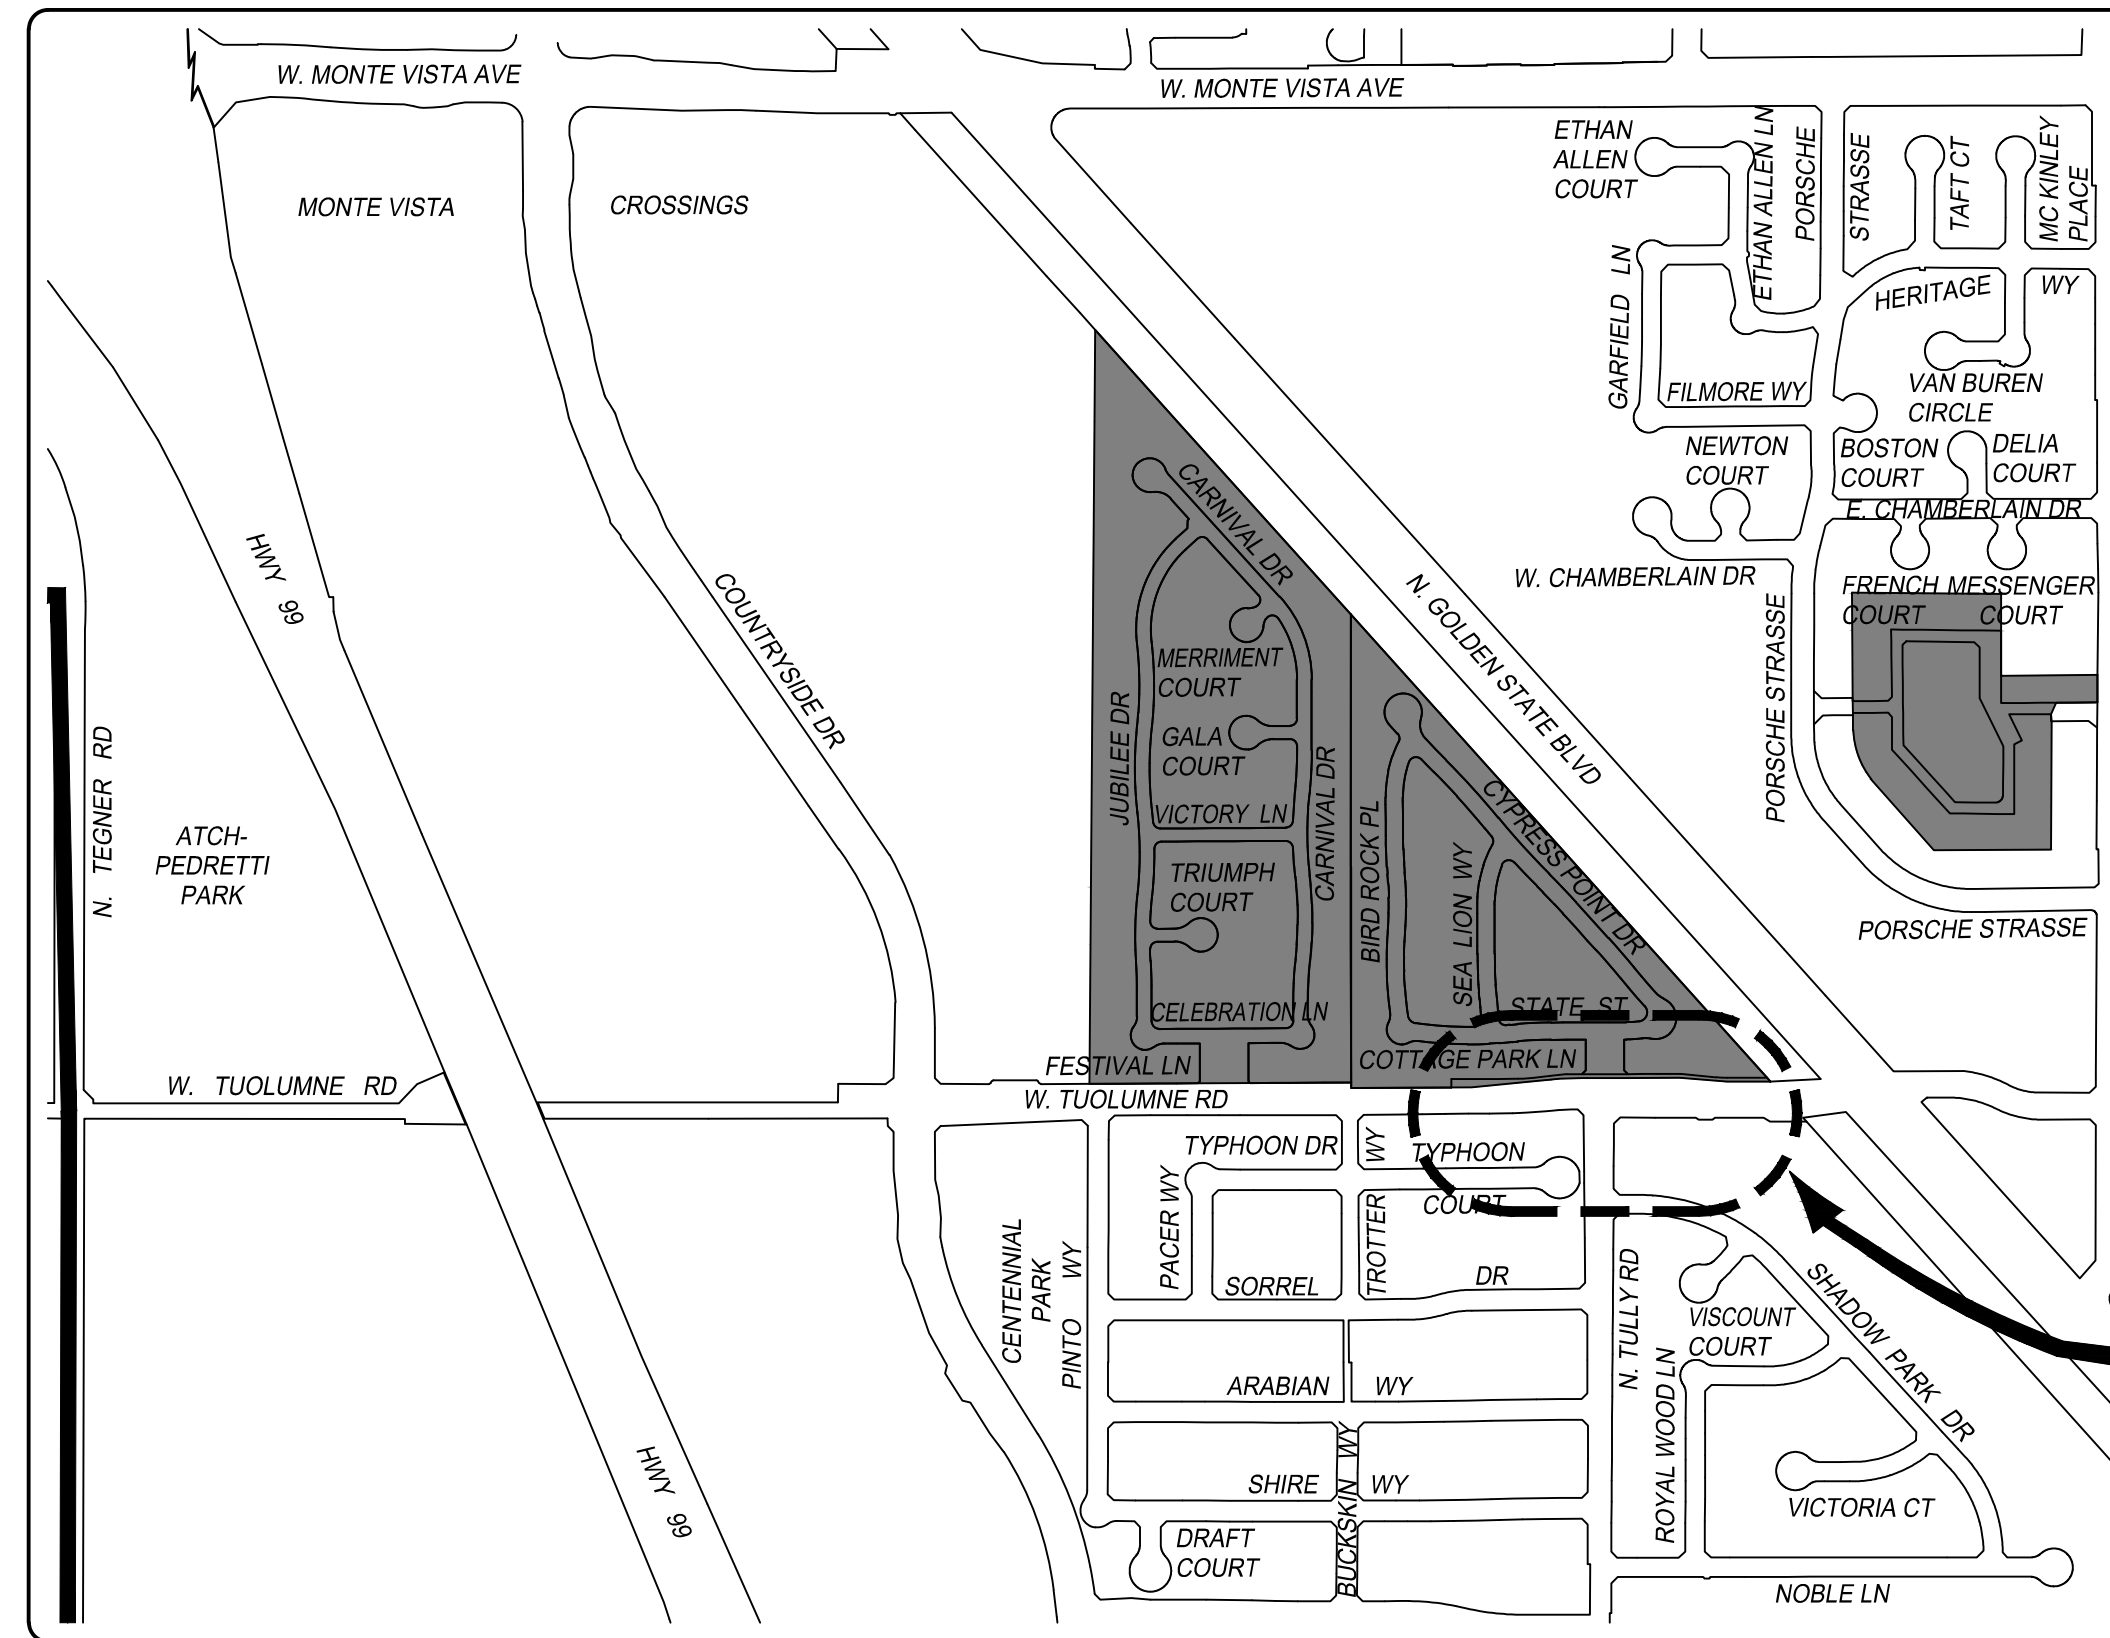 W. MONTE VISTA AVE
W. MONTE VISTA AVE
MONTE VISTA
CROSSINGS
ETHAN
ALLEN
COURT
ETHAN ALLEN LN
PORSCHE
STRASSE
TAFT CT
MC KINLEY
PLACE
GARFIELD LN
HERITAGE
WY
FILMORE WY
VAN BUREN
CIRCLE
NEWTON
COURT
BOSTON
COURT
DELIA
COURT
E. CHAMBERLAIN DR
W. CHAMBERLAIN DR
FRENCH
COURT
MESSENGER
COURT
PORSCHE STRASSE
PORSCHE STRASSE
HWY 99
COUNTRYSIDE DR
N. GOLDEN STATE BLVD
CARNIVAL DR
MERRIMENT
COURT
JUBILEE DR
GALA
COURT
CARNIVAL DR
VICTORY LN
TRIUMPH
COURT
CELEBRATION LN
FESTIVAL LN
BIRD ROCK PL
SEA LION WY
CYPRESS POINT DR
STATE ST
COTTAGE PARK LN
N. TEGNER RD
ATCH-
PEDRETTI
PARK
W. TUOLUMNE RD
W. TUOLUMNE RD
TYPHOON DR
WY
TYPHOON
COURT
PACER WY
TROTTER
CENTENNIAL
PARK
PINTO WY
SORREL
DR
N. TULLY RD
SHADOW PARK DR
VISCOUNT
COURT
ARABIAN
WY
ROYAL WOOD LN
HWY 99
SHIRE
WY
BUCKSKIN WY
VICTORIA CT
DRAFT
COURT
NOBLE LN